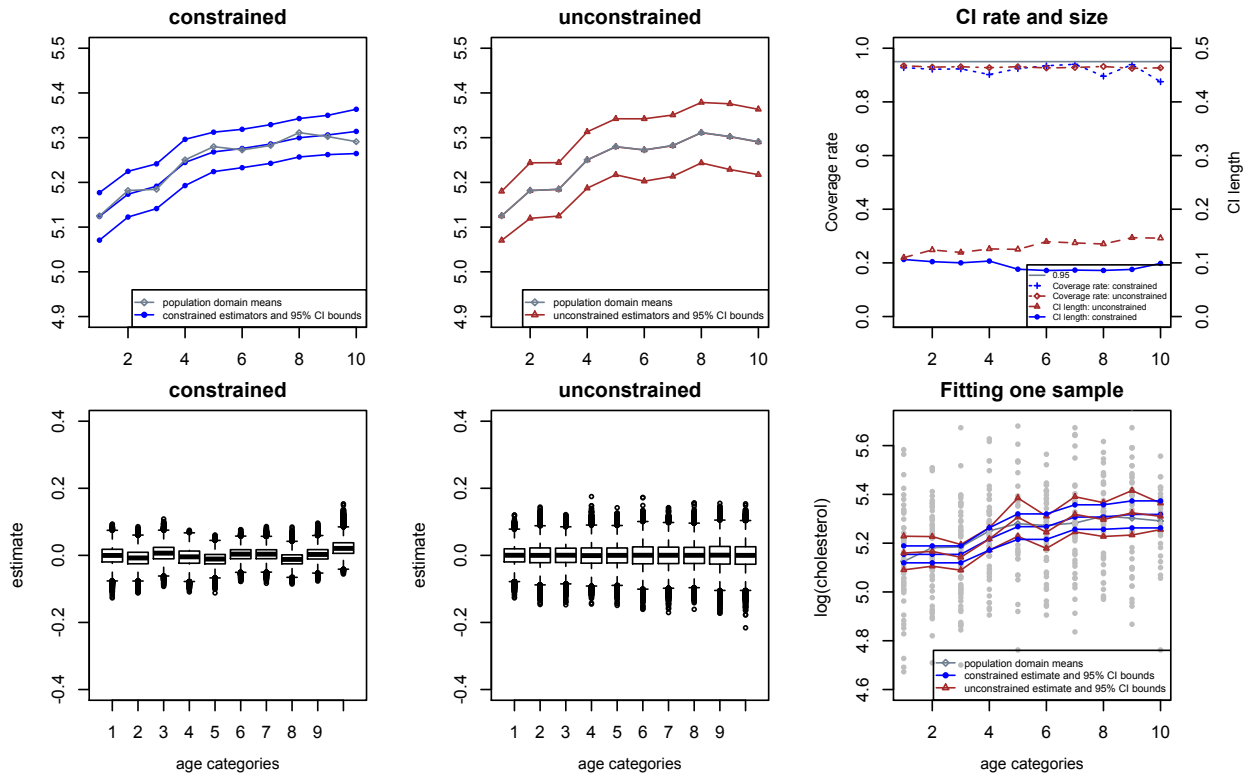 constrained
5.5
5.4
5.3
5.2
5.1
5.0
4.9
population domain means
constrained estimators and 95% CI bounds
2 4 6 8 10
unconstrained
5.5
5.4
5.3
5.2
5.1
5.0
4.9
population domain means
unconstrained estimators and 95% CI bounds
2 4 6 8 10
CI rate and size
Coverage rate
1.0
0.8
0.6
0.4
0.2
0.0
CI length
0.5
0.4
0.3
0.2
0.1
0.0
0.95
Coverage rate: constrained
Coverage rate: unconstrained
CI length: unconstrained
CI length: constrained
2 4 6 8 10
constrained
estimate
0.4
0.2
0.0
-0.2
-0.4
1 2 3 4 5 6 7 8 9
age categories
unconstrained
estimate
0.4
0.2
0.0
-0.2
-0.4
1 2 3 4 5 6 7 8 9
age categories
Fitting one sample
log(cholesterol)
5.6
5.4
5.2
5.0
4.8
4.6
population domain means
constrained estimate and 95% CI bounds
unconstrained estimate and 95% CI bounds
2 4 6 8 10
age categories